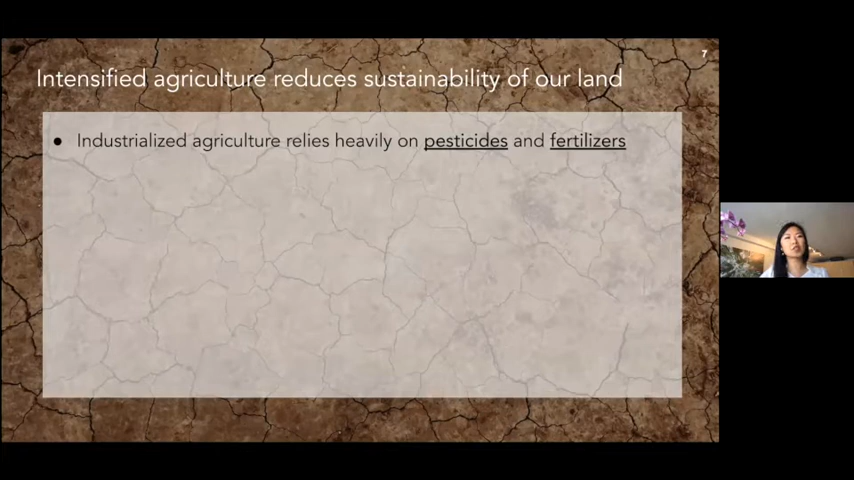 7
Intensified agriculture reduces sustainability of our land
● Industrialized agriculture relies heavily on pesticides and fertilizers